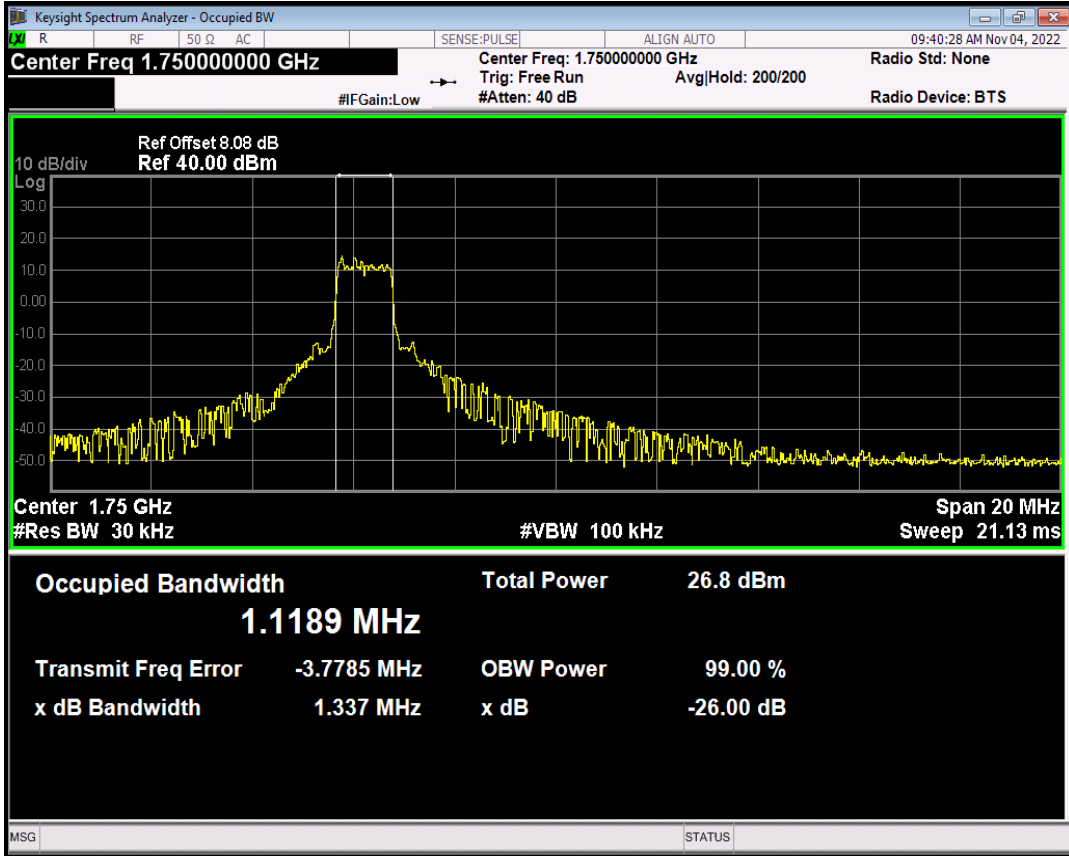 Keysight Spectrum Analyzer - Occupied BW
LXI R RF 50 Ω AC SENSE:PULSE ALIGN AUTO 09:40:28 AM Nov 04, 2022
Center Freq 1.750000000 GHz Center Freq: 1.750000000 GHz Radio Std: None
Trig: Free Run Avg|Hold: 200/200
#IFGain:Low #Atten: 40 dB Radio Device: BTS
Ref Offset 8.08 dB
10 dB/div Ref 40.00 dBm
Log
30.0
20.0
10.0
0.00
-10.0
-20.0
-30.0
-40.0
-50.0
Center 1.75 GHz Span 20 MHz
#Res BW 30 kHz #VBW 100 kHz Sweep 21.13 ms
Occupied Bandwidth Total Power 26.8 dBm
1.1189 MHz
Transmit Freq Error -3.7785 MHz OBW Power 99.00 %
x dB Bandwidth 1.337 MHz x dB -26.00 dB
MSG STATUS